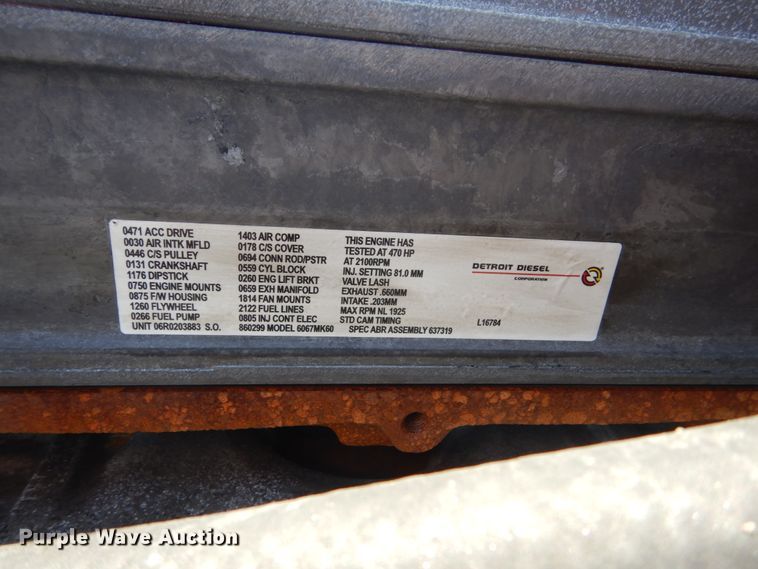 0471 ACC DRIVE
0030 AIR INTK MFLD
0446 C/S PULLEY
0131 CRANKSHAFT
1176 DIPSTICK
0750 ENGINE MOUNTS
0875 F/W HOUSING
1260 FLYWHEEL
0266 FUEL PUMP
UNIT 06R0203883 S.O.
1403 AIR COMP
0178 C/S COVER
0694 CONN ROD/PSTR
0559 CYL BLOCK
0260 ENG LIFT BRKT
0659 EXH MANIFOLD
1814 FAN MOUNTS
2122 FUEL LINES
0805 INJ CONT ELEC
860299 MODEL 6067MK60
THIS ENGINE HAS
TESTED AT 470 HP
AT 2100RPM
INJ. SETTING 81.0 MM
VALVE LASH
EXHAUST .660MM
INTAKE .203MM
MAX RPM NL 1925
STD CAM TIMING
SPEC ABR ASSEMBLY 637319
DETROIT DIESEL
CORPORATION
L16784
Purple Wave Auction